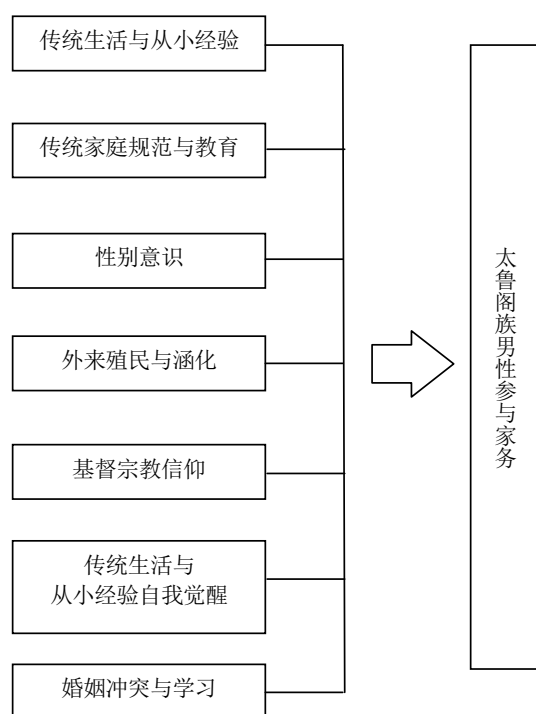 传统生活与从小经验
传统家庭规范与教育
性别意识
外来殖民与涵化
基督宗教信仰
传统生活与
从小经验自我觉醒
婚姻冲突与学习
太鲁阁族男性参与家务